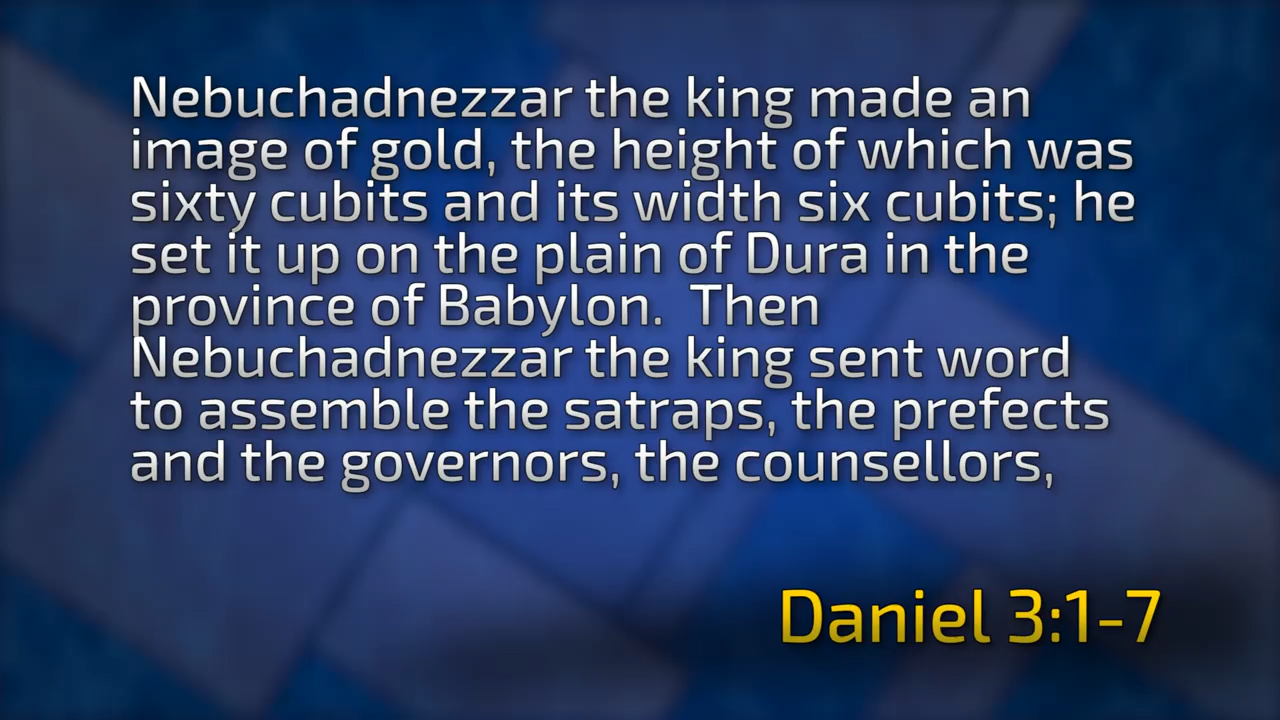 Nebuchadnezzar the king made an
image of gold, the height of which was
sixty cubits and its width six cubits; he
set it up on the plain of Dura in the
province of Babylon.  Then
Nebuchadnezzar the king sent word
to assemble the satraps, the prefects
and the governors, the counsellors,
Daniel 3:1-7